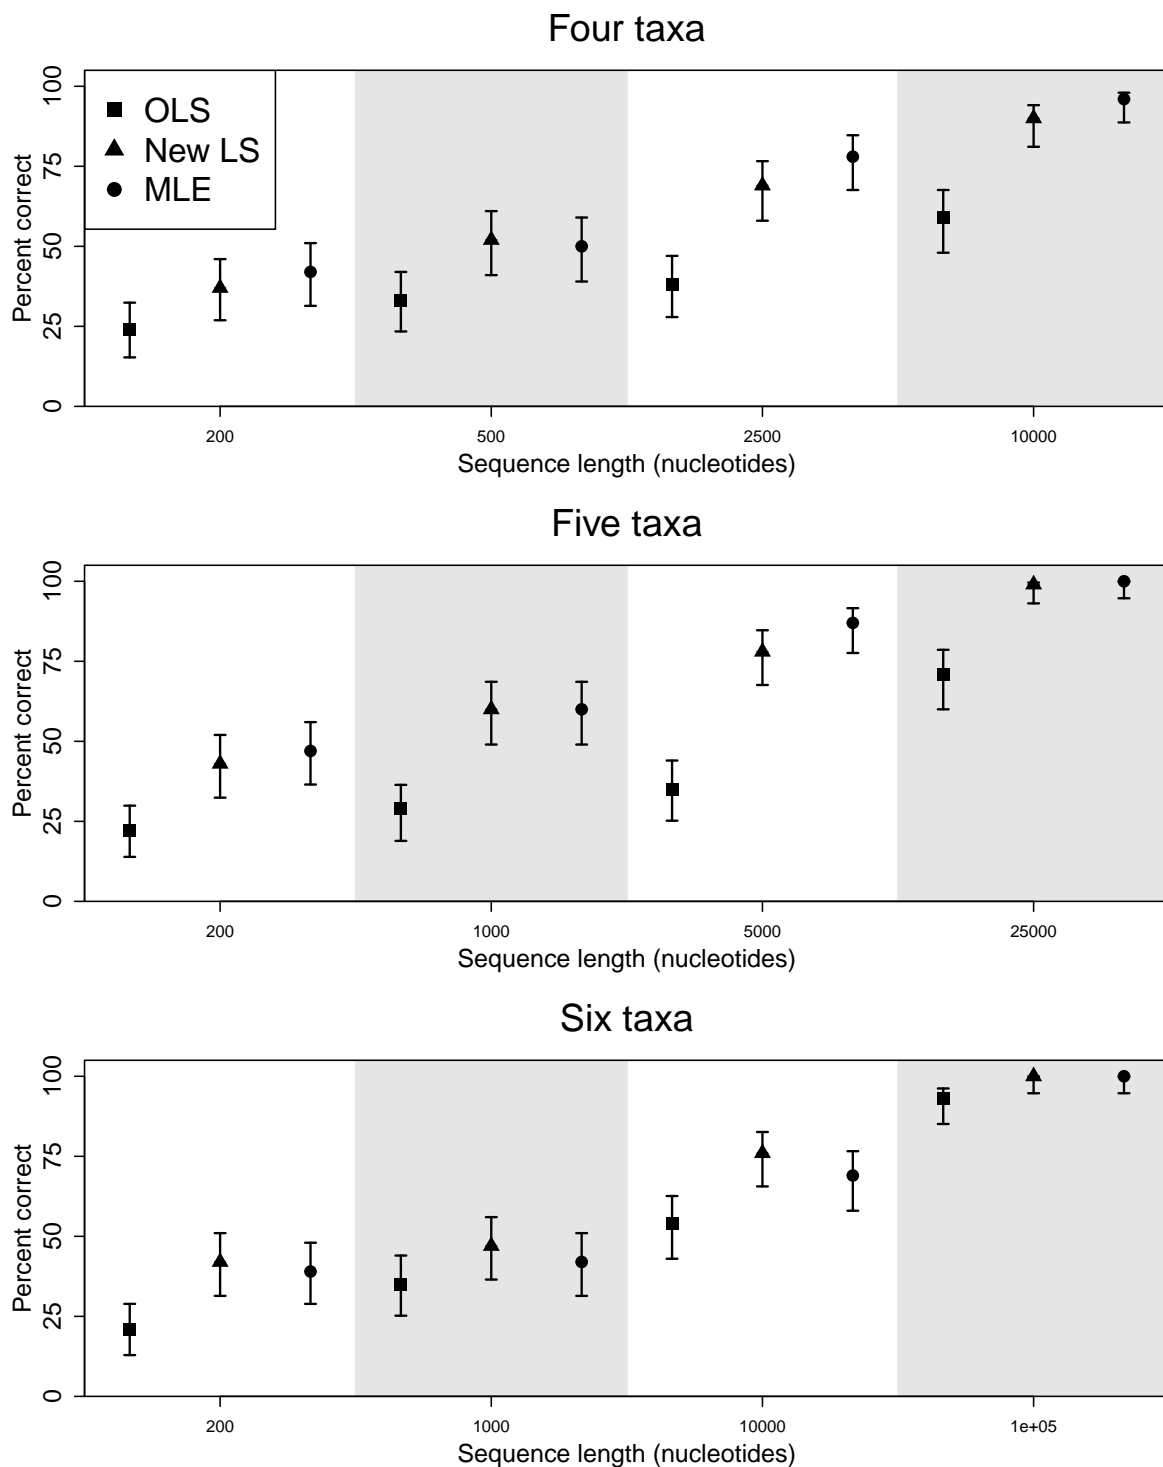 Four taxa
Percent correct
100
75
50
25
0
OLS
New LS
MLE
200 500 2500 10000
Sequence length (nucleotides)
Five taxa
Percent correct
100
75
50
25
0
200 1000 5000 25000
Sequence length (nucleotides)
Six taxa
Percent correct
100
75
50
25
0
200 1000 10000 1e+05
Sequence length (nucleotides)